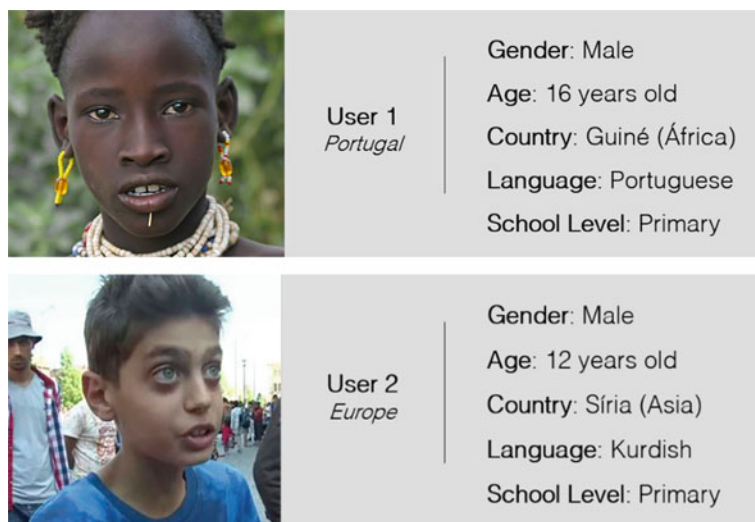 User 1
Portugal
Gender: Male
Age: 16 years old
Country: Guiné (África)
Language: Portuguese
School Level: Primary
User 2
Europe
Gender: Male
Age: 12 years old
Country: Síria (Asia)
Language: Kurdish
School Level: Primary